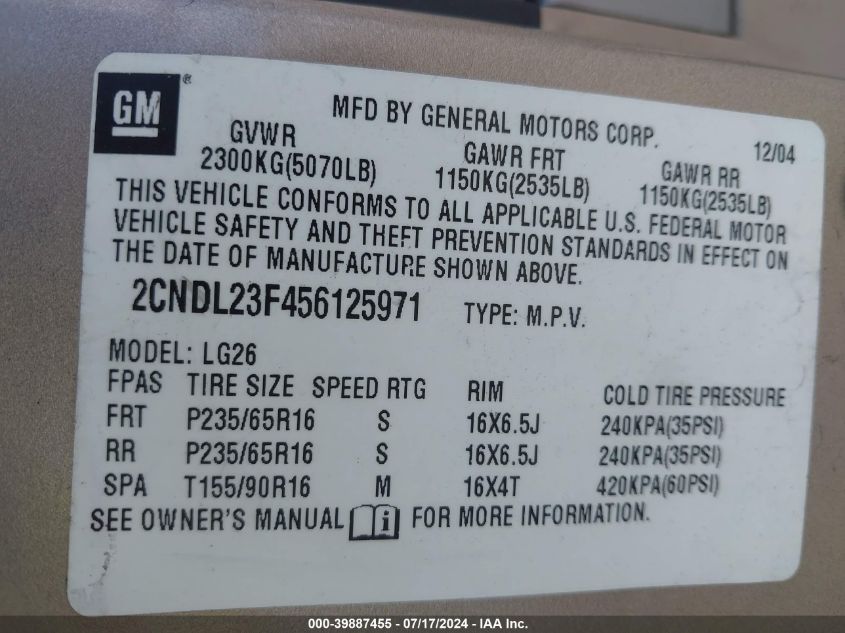 GM®
MFD BY GENERAL MOTORS CORP. 12/04
GVWR GAWR FRT GAWR RR
2300KG(5070LB) 1150KG(2535LB) 1150KG(2535LB)
THIS VEHICLE CONFORMS TO ALL APPLICABLE U.S. FEDERAL MOTOR
VEHICLE SAFETY AND THEFT PREVENTION STANDARDS IN EFFECT ON
THE DATE OF MANUFACTURE SHOWN ABOVE.
2CNDL23F456125971 TYPE: M.P.V.
MODEL: LG26
FPAS TIRE SIZE SPEED RTG RIM COLD TIRE PRESSURE
FRT P235/65R16 S 16X6.5J 240KPA(35PSI)
RR P235/65R16 S 16X6.5J 240KPA(35PSI)
SPA T155/90R16 M 16X4T 420KPA(60PSI)
SEE OWNER'S MANUAL i FOR MORE INFORMATION.
000-39887455 - 07/17/2024 - IAA Inc.